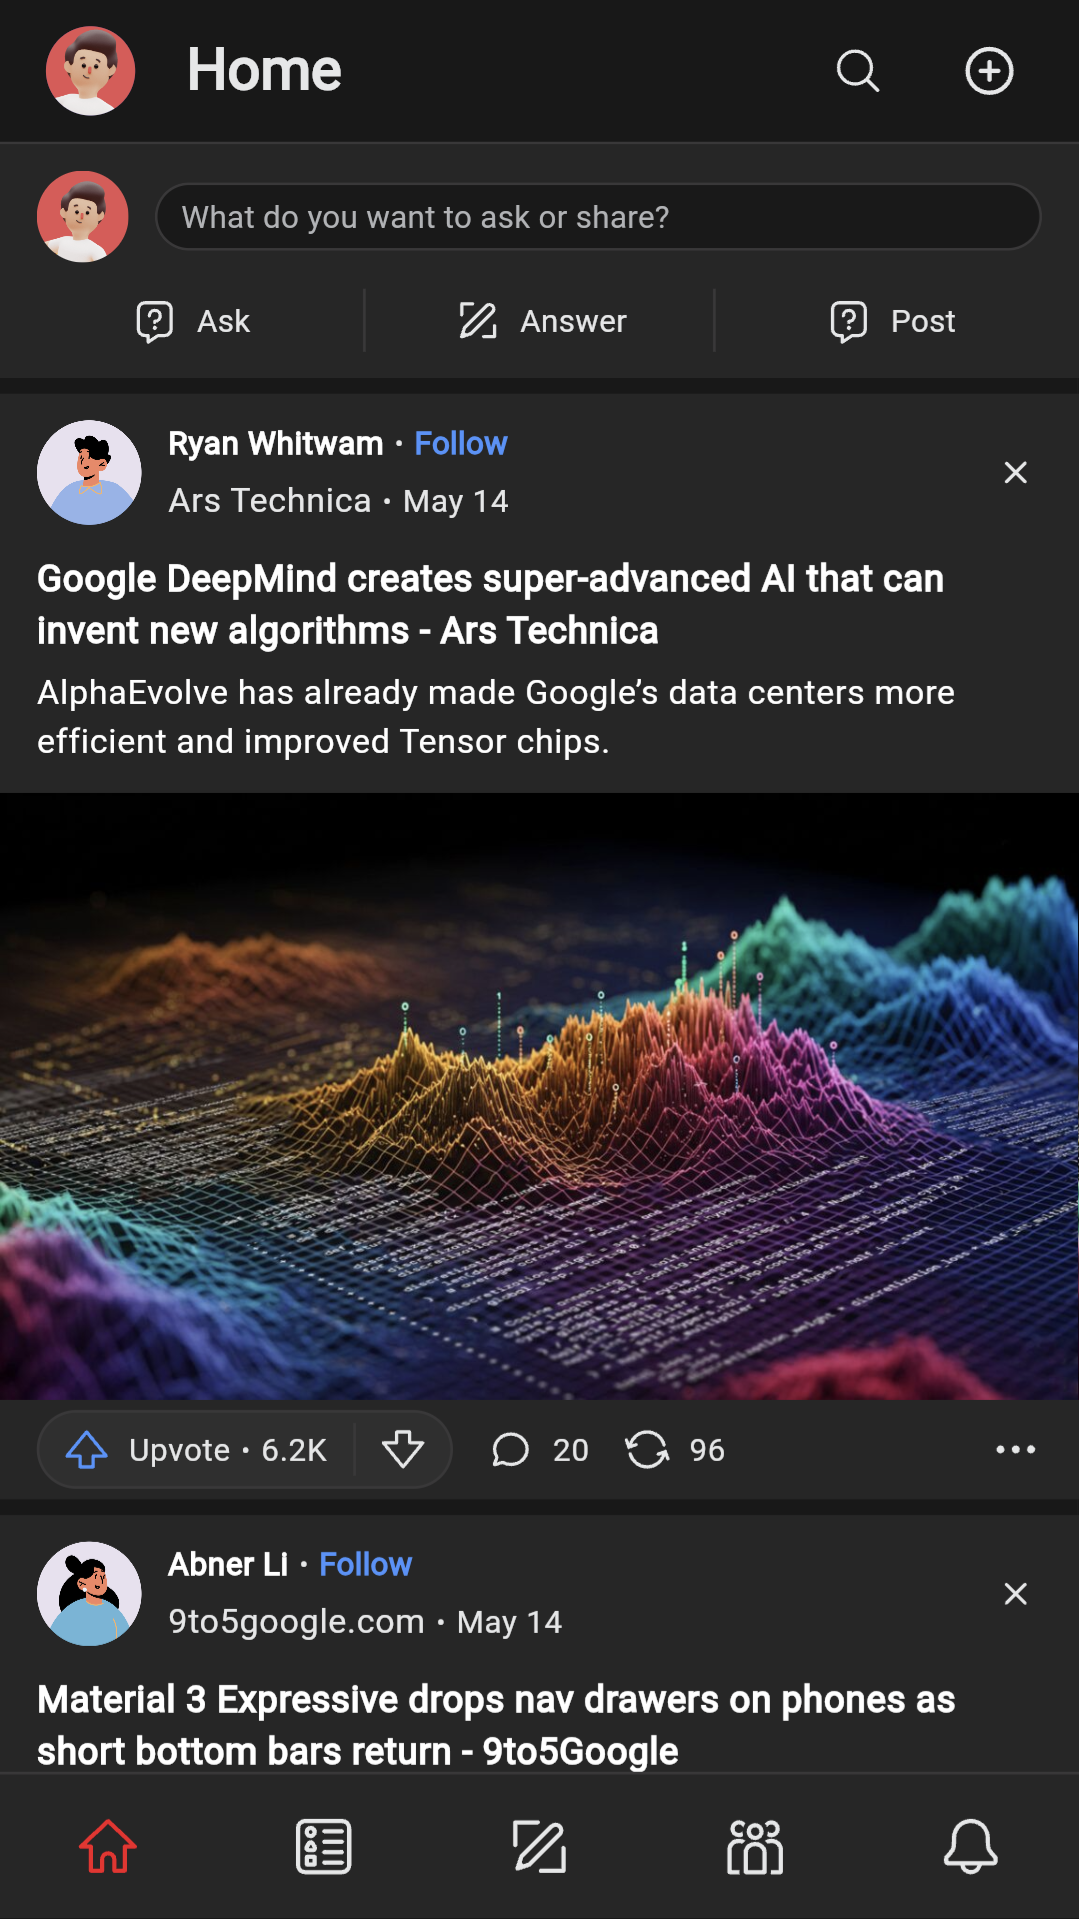 Home
What do you want to ask or share?
Ask
Answer
Post
Ryan Whitwam · Follow
Ars Technica · May 14
Google DeepMind creates super-advanced AI that can
invent new algorithms - Ars Technica
AlphaEvolve has already made Google’s data centers more
efficient and improved Tensor chips.
Upvote · 6.2K
20
96
Abner Li · Follow
9to5google.com · May 14
Material 3 Expressive drops nav drawers on phones as
short bottom bars return - 9to5Google